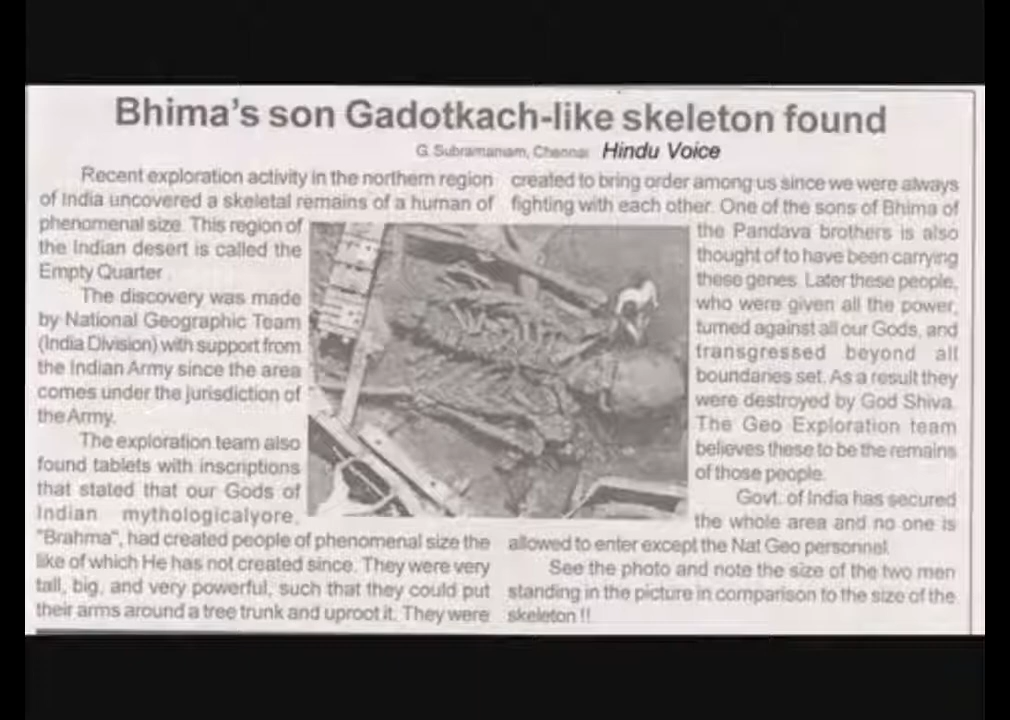 Bhima's son Gadotkach-like skeleton found
G. Subramaniam, Chennai Hindu Voice
Recent exploration activity in the northern region
of India uncovered a skeletal remains of a human of
phenomenal size. This region of
the Indian desert is called the
Empty Quarter.
The discovery was made
by National Geographic Team
(India Division) with support from
the Indian Army since the area
comes under the jurisdiction of
the Army.
The exploration team also
found tablets with inscriptions
that stated that our Gods of
Indian mythologicalyore,
"Brahma", had created people of phenomenal size the
like of which He has not created since. They were very
tall, big, and very powerful, such that they could put
their arms around a tree trunk and uproot it. They were
created to bring order among us since we were always
fighting with each other. One of the sons of Bhima of
the Pandava brothers is also
thought of to have been carrying
these genes. Later these people,
who were given all the power,
turned against all our Gods, and
transgressed beyond all
boundaries set. As a result they
were destroyed by God Shiva.
The Geo Exploration team
believes these to be the remains
of those people.
Govt. of India has secured
the whole area and no one is
allowed to enter except the Nat Geo personnel.
See the photo and note the size of the two men
standing in the picture in comparison to the size of the
skeleton !!